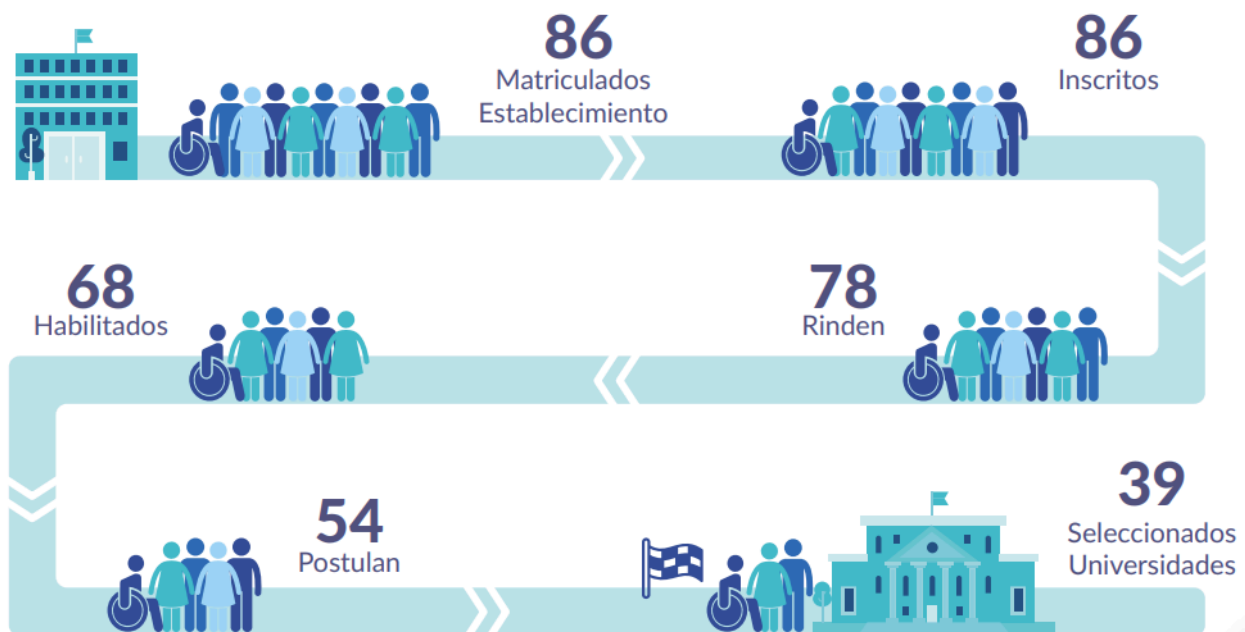 86
Matriculados
Establecimiento
86
Inscritos
78
Rinden
68
Habilitados
54
Postulan
39
Seleccionados
Universidades